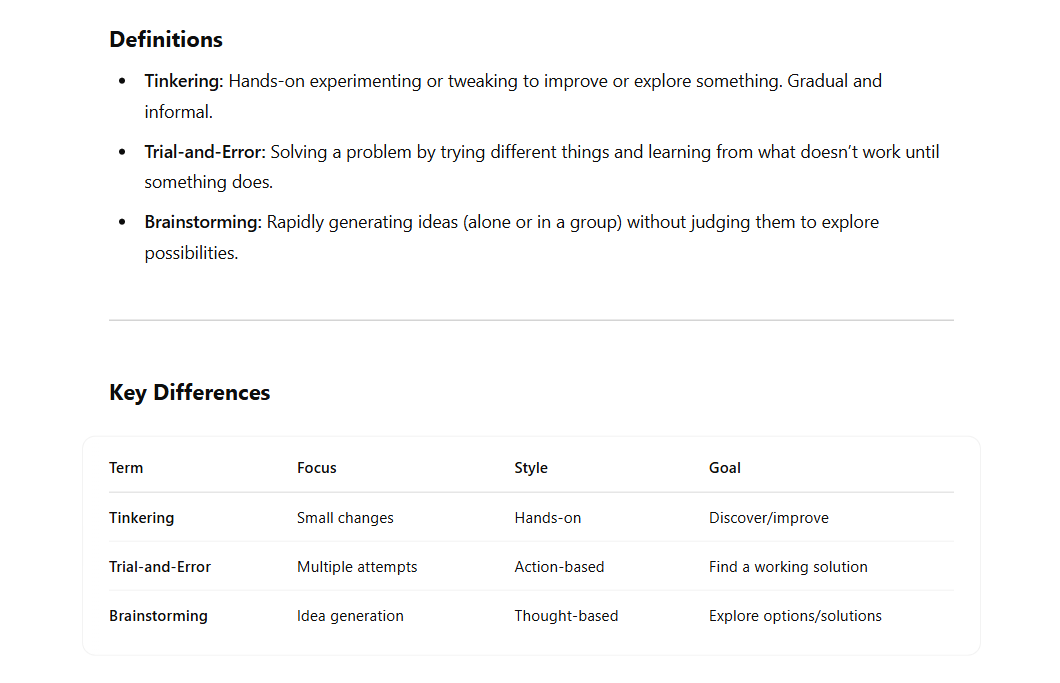 Definitions
• Tinkering: Hands-on experimenting or tweaking to improve or explore something. Gradual and
informal.
• Trial-and-Error: Solving a problem by trying different things and learning from what doesn’t work until
something does.
• Brainstorming: Rapidly generating ideas (alone or in a group) without judging them to explore
possibilities.
Key Differences
Term Focus Style Goal
Tinkering Small changes Hands-on Discover/improve
Trial-and-Error Multiple attempts Action-based Find a working solution
Brainstorming Idea generation Thought-based Explore options/solutions